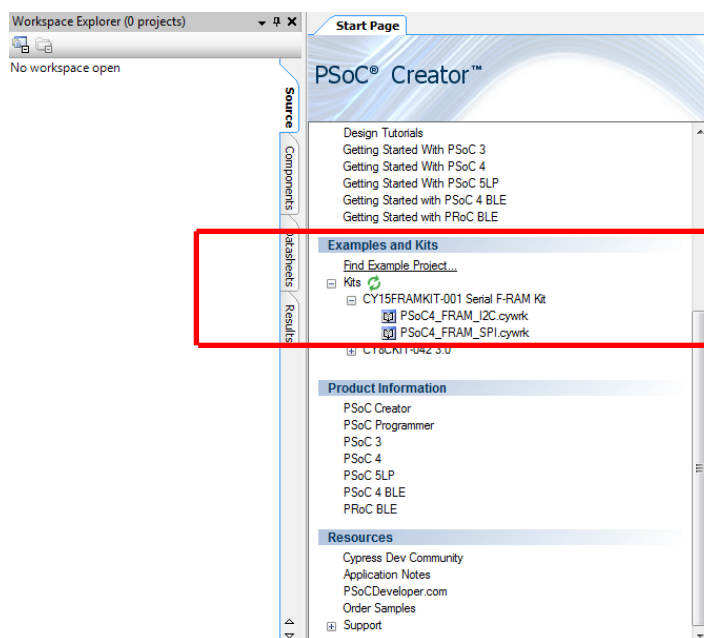 Workspace Explorer (0 projects)
No workspace open
Source
Components
Datasheets
Results
Start Page
PSoC® Creator™
Design Tutorials
Getting Started With PSoC 3
Getting Started With PSoC 4
Getting Started With PSoC 5LP
Getting Started with PSoC 4 BLE
Getting Started with PRoC BLE
Examples and Kits
Find Example Project...
Kits
CY15FRAMKIT-001 Serial F-RAM Kit
PSoC4_FRAM_I2C.cywrk
PSoC4_FRAM_SPI.cywrk
CY8CKIT-042 3.0
Product Information
PSoC Creator
PSoC Programmer
PSoC 3
PSoC 4
PSoC 5LP
PSoC 4 BLE
PRoC BLE
Resources
Cypress Dev Community
Application Notes
PSoCDeveloper.com
Order Samples
Support